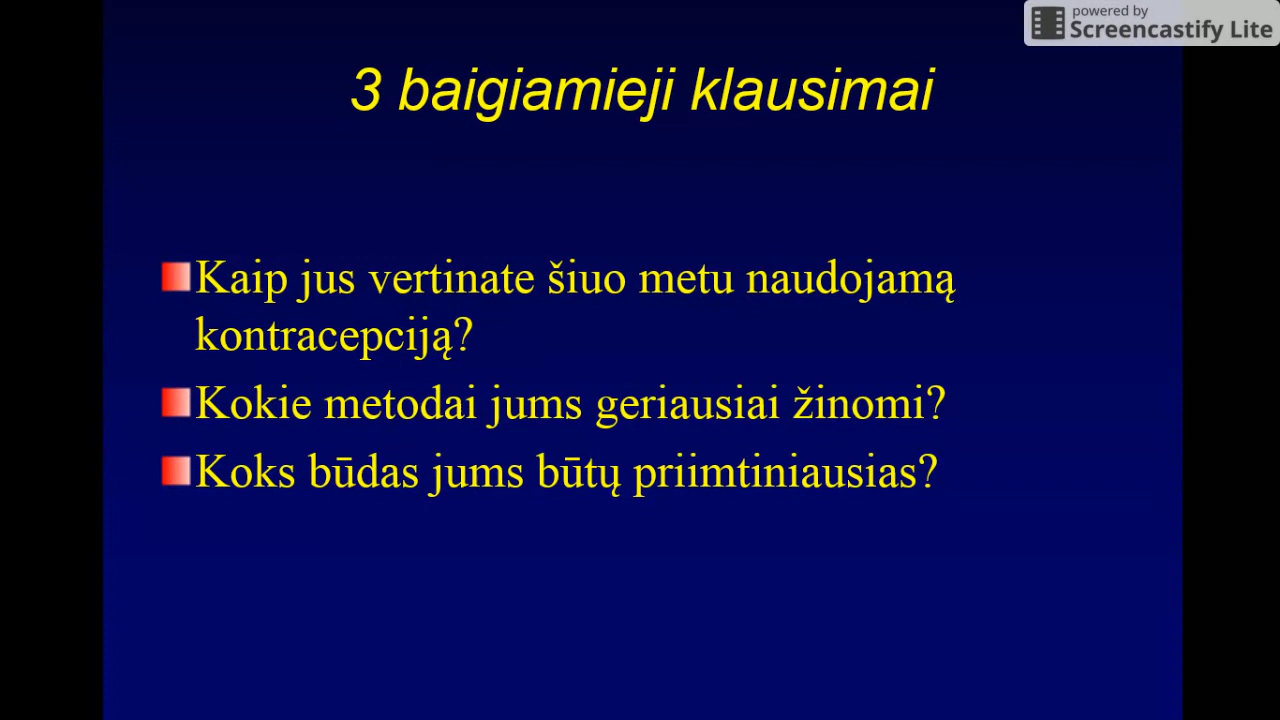 powered by
Screencastify Lite
3 baigiamieji klausimai
Kaip jus vertinate šiuo metu naudojamą
kontracepciją?
Kokie metodai jums geriausiai žinomi?
Koks būdas jums būtų priimtiniausias?